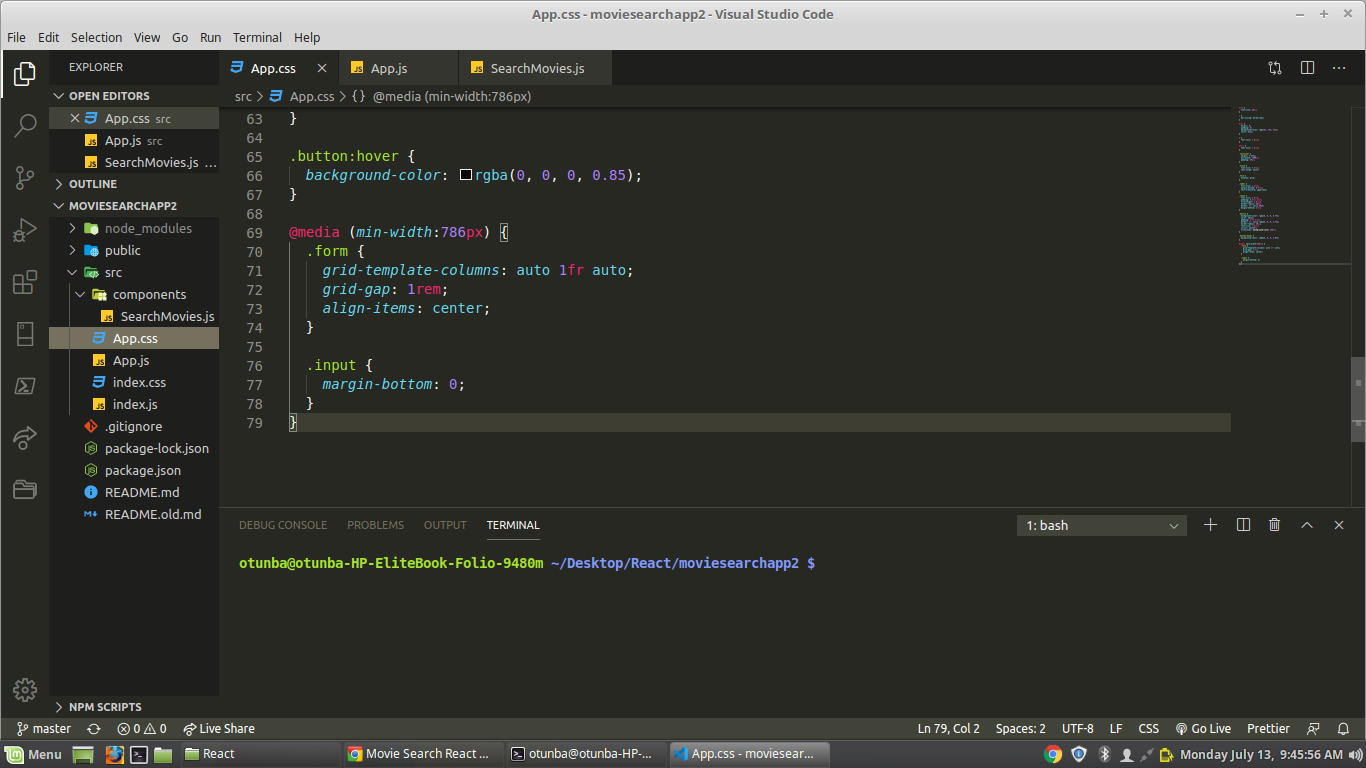 App.css - moviesearchapp2 - Visual Studio Code
File Edit Selection View Go Run Terminal Help
EXPLORER
OPEN EDITORS
App.css src
App.js src
SearchMovies.js ...
OUTLINE
MOVIESEARCHAPP2
node_modules
public
src
components
SearchMovies.js
App.css
App.js
index.css
index.js
.gitignore
package-lock.json
package.json
README.md
README.old.md
NPM SCRIPTS
App.css App.js SearchMovies.js
src > App.css > {} @media (min-width:786px)
63 }
64
65 .button:hover {
66 background-color: rgba(0, 0, 0, 0.85);
67 }
68
69 @media (min-width:786px) {
70 .form {
71 grid-template-columns: auto 1fr auto;
72 grid-gap: 1rem;
73 align-items: center;
74 }
75
76 .input {
77 margin-bottom: 0;
78 }
79 }
DEBUG CONSOLE PROBLEMS OUTPUT TERMINAL 1: bash
otunba@otunba-HP-EliteBook-Folio-9480m ~/Desktop/React/moviesearchapp2 $
master 0 0 Live Share Ln 79, Col 2 Spaces: 2 UTF-8 LF CSS Go Live Prettier
Menu React Movie Search React ... otunba@otunba-HP-... App.css - moviesear... Monday July 13, 9:45:56 AM